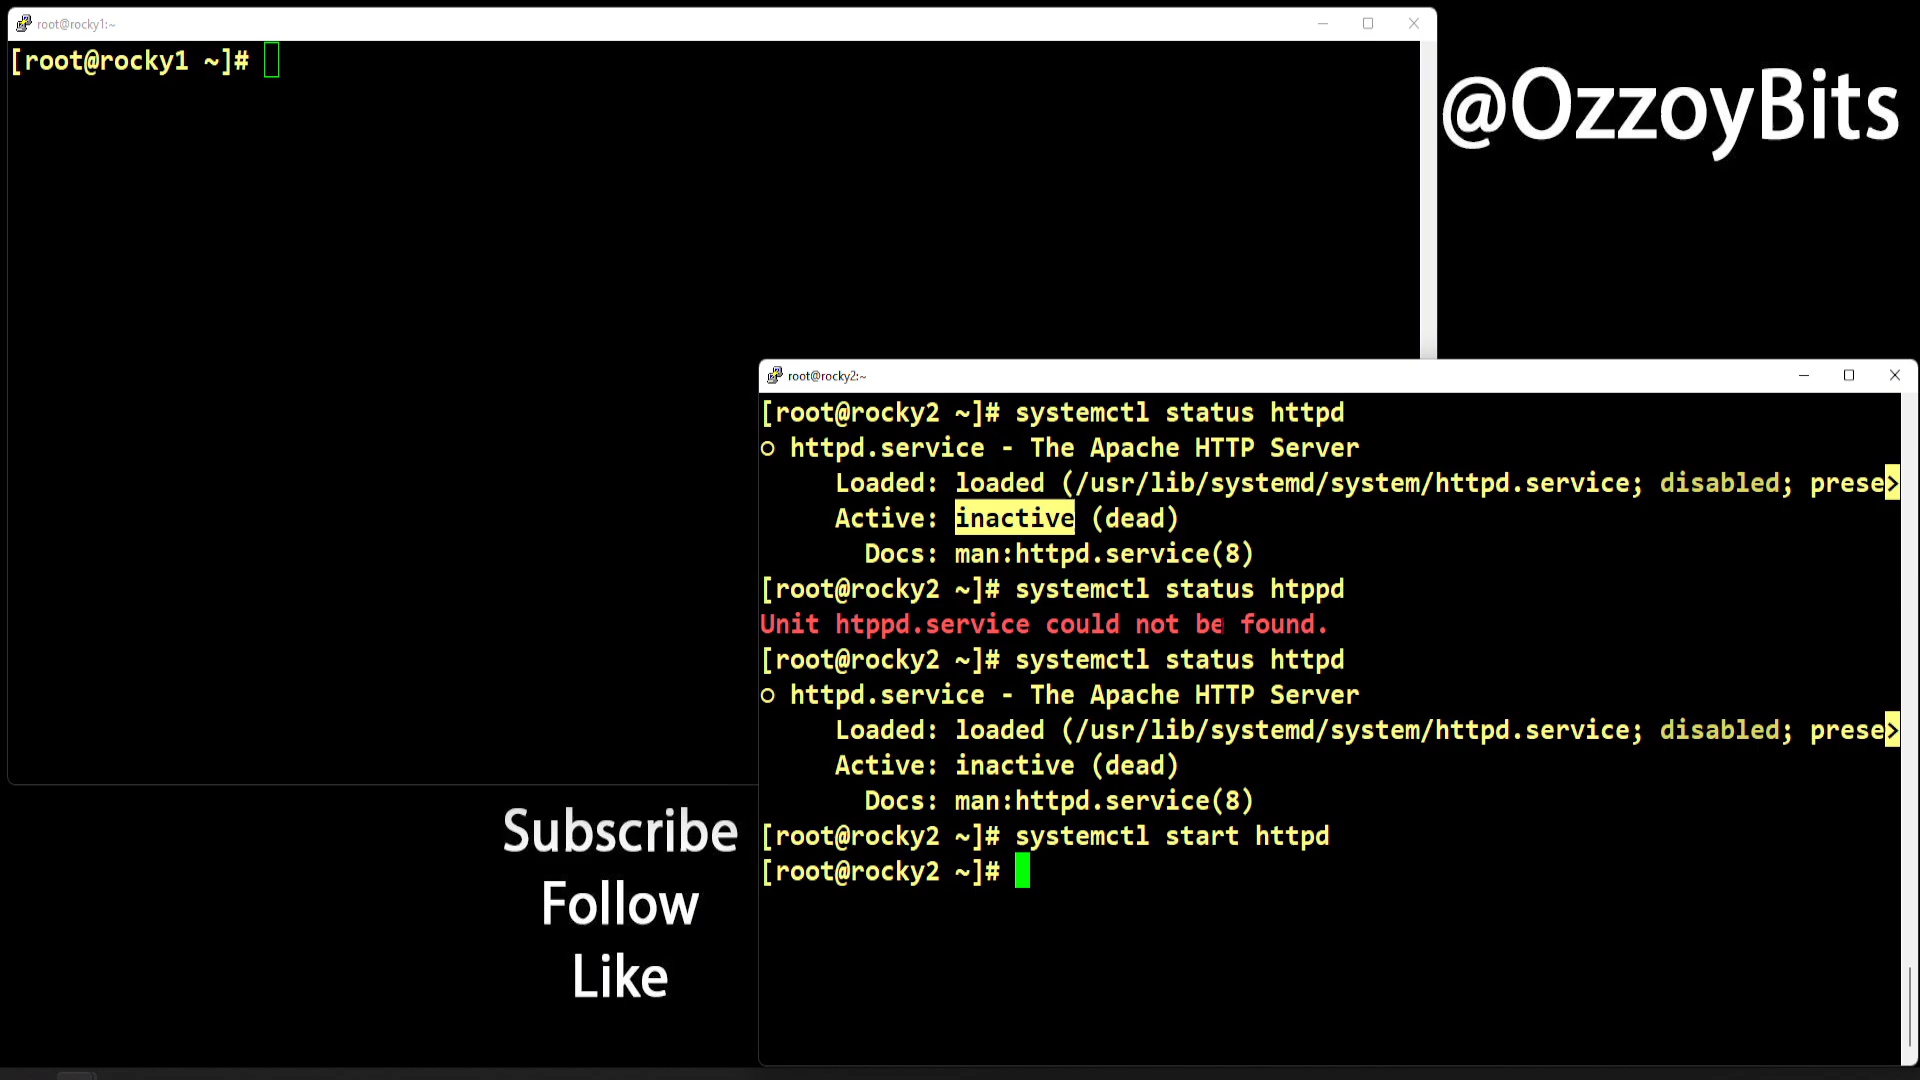 root@rocky1:~
[root@rocky1 ~]#
@OzzoyBits
root@rocky2:~
[root@rocky2 ~]# systemctl status httpd
○ httpd.service - The Apache HTTP Server
Loaded: loaded (/usr/lib/systemd/system/httpd.service; disabled; prese>
Active: inactive (dead)
Docs: man:httpd.service(8)
[root@rocky2 ~]# systemctl status htppd
Unit htppd.service could not be found.
[root@rocky2 ~]# systemctl status httpd
○ httpd.service - The Apache HTTP Server
Loaded: loaded (/usr/lib/systemd/system/httpd.service; disabled; prese>
Active: inactive (dead)
Docs: man:httpd.service(8)
[root@rocky2 ~]# systemctl start httpd
[root@rocky2 ~]#
Subscribe
Follow
Like